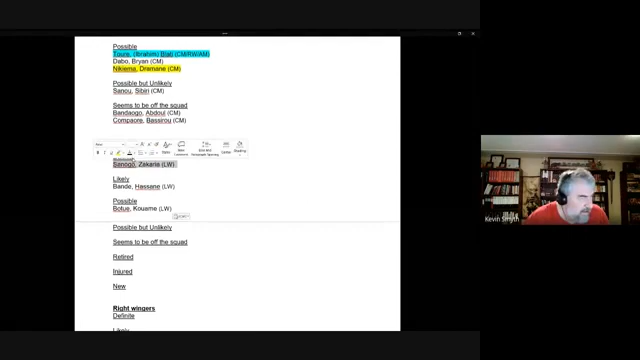 Possible
Toure, (Ibrahim) Blati (CM/RW/AM)
Dabo, Bryan (CM)
Nikiema, Dramane (CM)
Possible but Unlikely
Sanou, Sibiri (CM)
Seems to be off the squad
Bandaogo, Abdoul (CM)
Compaore, Bassirou (CM)
Sanogo, Zakaria (LW)
Likely
Bande, Hassane (LW)
Possible
Botue, Kouame (LW)
Possible but Unlikely
Seems to be off the squad
Retired
Injured
New
Right wingers
Definite
Likely
Kevin Smyth